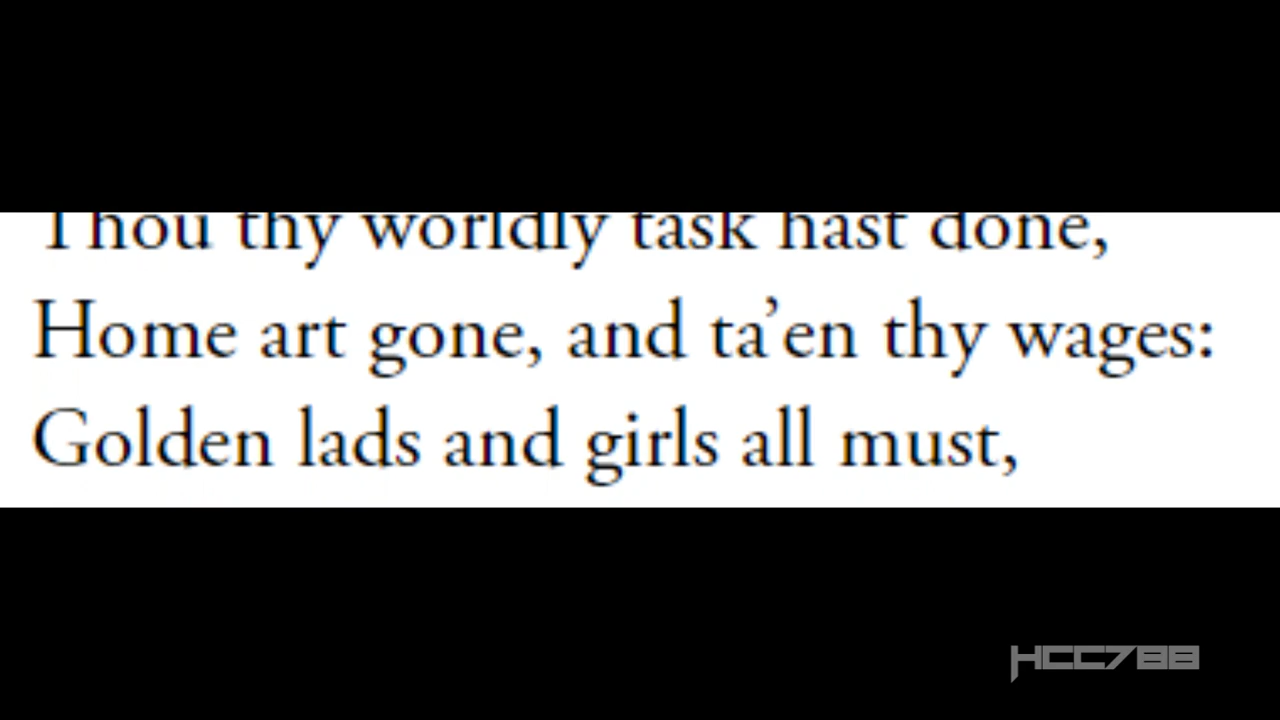 Thou thy worldly task hast done,
Home art gone, and ta’en thy wages:
Golden lads and girls all must,
HCC788